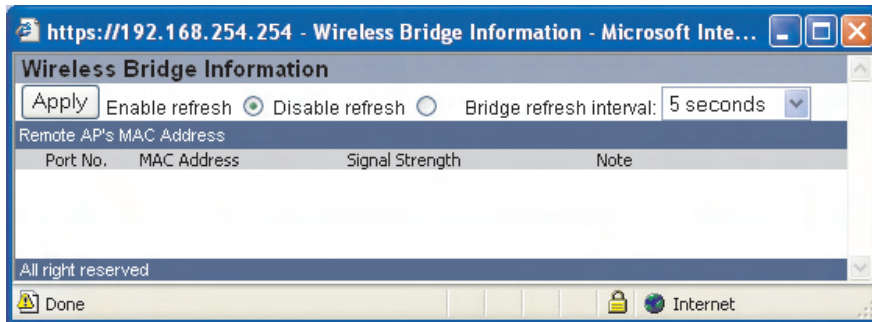 https://192.168.254.254 - Wireless Bridge Information - Microsoft Inte...
Wireless Bridge Information
Apply Enable refresh Disable refresh Bridge refresh interval: 5 seconds
Remote AP's MAC Address
Port No. MAC Address Signal Strength Note
All right reserved
Done Internet